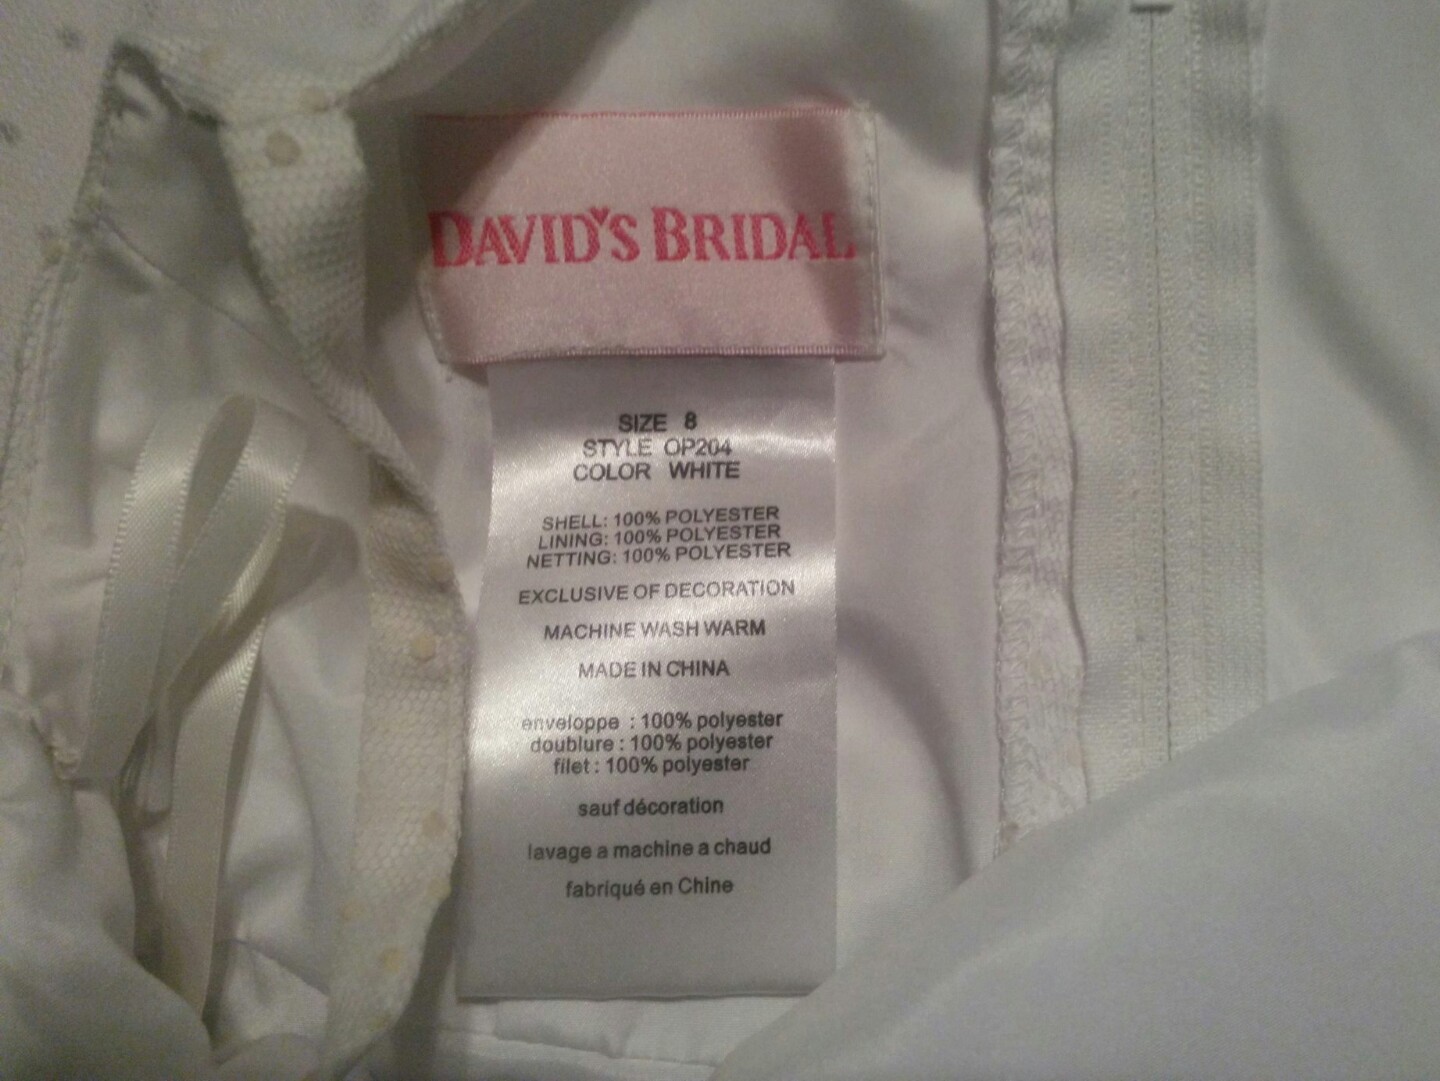 DAVID'S BRIDAL
SIZE 8
STYLE OP204
COLOR WHITE
SHELL: 100% POLYESTER
LINING: 100% POLYESTER
NETTING: 100% POLYESTER
EXCLUSIVE OF DECORATION
MACHINE WASH WARM
MADE IN CHINA
enveloppe : 100% polyester
doublure : 100% polyester
filet : 100% polyester
sauf décoration
lavage a machine a chaud
fabriqué en Chine